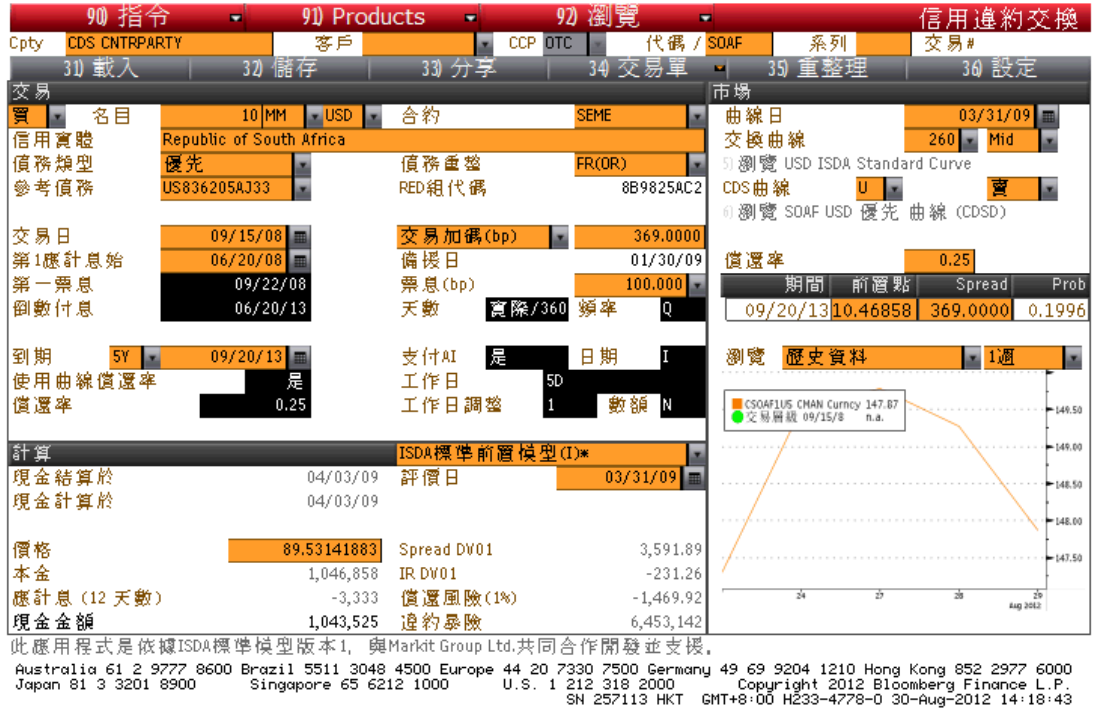 90) 指令 91) Products 92) 瀏覽 信用違約交換
Cpty CDS CNTRPARTY 客戶 CCP OTC 代碼 / SOAF 系列 交易#
31) 載入 32) 儲存 33) 分享 34) 交易單 35) 重整理 36) 設定
交易 市場
買 名目 10 MM USD 合約 SEME 曲線日 03/31/09
信用實體 Republic of South Africa 交換曲線 260 Mid
債務類型 優先 債務重整 FR(OR) 5) 瀏覽 USD ISDA Standard Curve
參考債務 US836205AJ33 RED組代碼 8B9825AC2 CDS曲線 U 賣
6) 瀏覽 SOAF USD 優先 曲線 (CDSD)
交易日 09/15/08 交易加碼(bp) 369.0000
第1應計息始 06/20/08 備援日 01/30/09 償還率 0.25
第一票息 09/22/08 票息(bp) 100.000 期間 前置點 Spread Prob
倒數付息 06/20/13 天數 實際/360 頻率 Q 09/20/13 10.46858 369.0000 0.1996
到期 5Y 09/20/13 支付AI 是 日期 I 瀏覽 歷史資料 1週
使用曲線償還率 是 工作日 5D
償還率 0.25 工作日調整 1 數額 N
CSOAF1U5 CMAN Curncy 147.87
交易層級 09/15/8 n.a.
149.50
149.00
148.50
148.00
147.50
24 27 28 29
Aug 2012
計算 ISDA標準前置模型(I)*
現金結算於 04/03/09 評價日 03/31/09
現金計算於 04/03/09
價格 89.53141883 Spread DV01 3,591.89
本金 1,046,858 IR DV01 -231.26
應計息 (12 天數) -3,333 償還風險(1%) -1,469.92
現金金額 1,043,525 違約暴險 6,453,142
此應用程式是依據ISDA標準模型版本1, 與Markit Group Ltd.共同合作開發並支援。
Australia 61 2 9777 8600 Brazil 5511 3048 4500 Europe 44 20 7330 7500 Germany 49 69 9204 1210 Hong Kong 852 2977 6000
Japan 81 3 3201 8900 Singapore 65 6212 1000 U.S. 1 212 318 2000 Copyright 2012 Bloomberg Finance L.P.
SN 257113 HKT GMT+8:00 H233-4778-0 30-Aug-2012 14:18:43